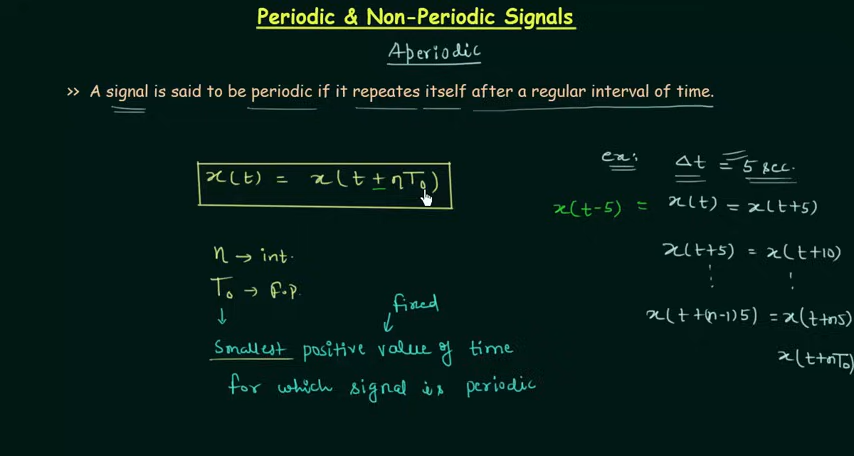 Periodic & Non-Periodic Signals
Aperiodic
>> A signal is said to be periodic if it repeates itself after a regular interval of time.
x(t) = x(t ± nT₀)
n → int.
T₀ → F.P.
↓
fixed
Smallest positive value of time
for which signal is periodic
ex: Δt = 5 sec.
x(t-5) = x(t) = x(t+5)
x(t+5) = x(t+10)
⋮ ⋮
x(t+(n-1)5) = x(t+n5)
x(t+nT₀)